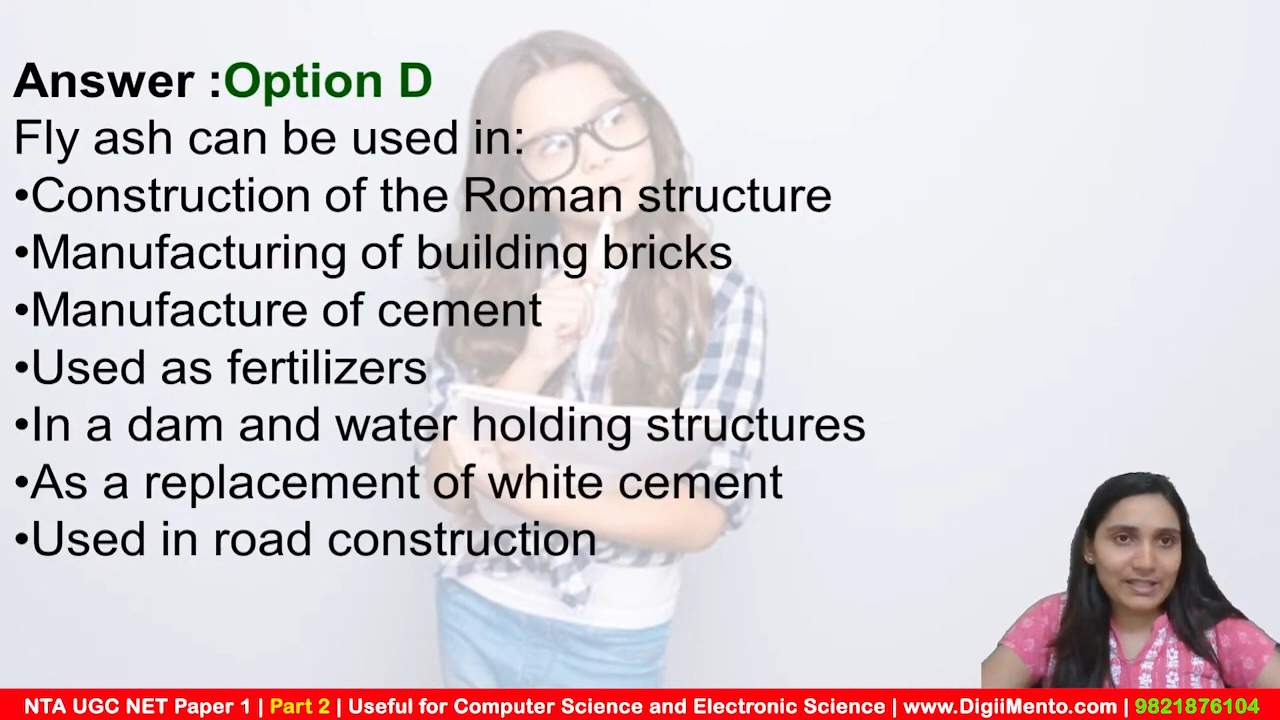 Answer :Option D
Fly ash can be used in:
•Construction of the Roman structure
•Manufacturing of building bricks
•Manufacture of cement
•Used as fertilizers
•In a dam and water holding structures
•As a replacement of white cement
•Used in road construction
NTA UGC NET Paper 1 | Part 2 | Useful for Computer Science and Electronic Science | www.DigiiMento.com | 9821876104